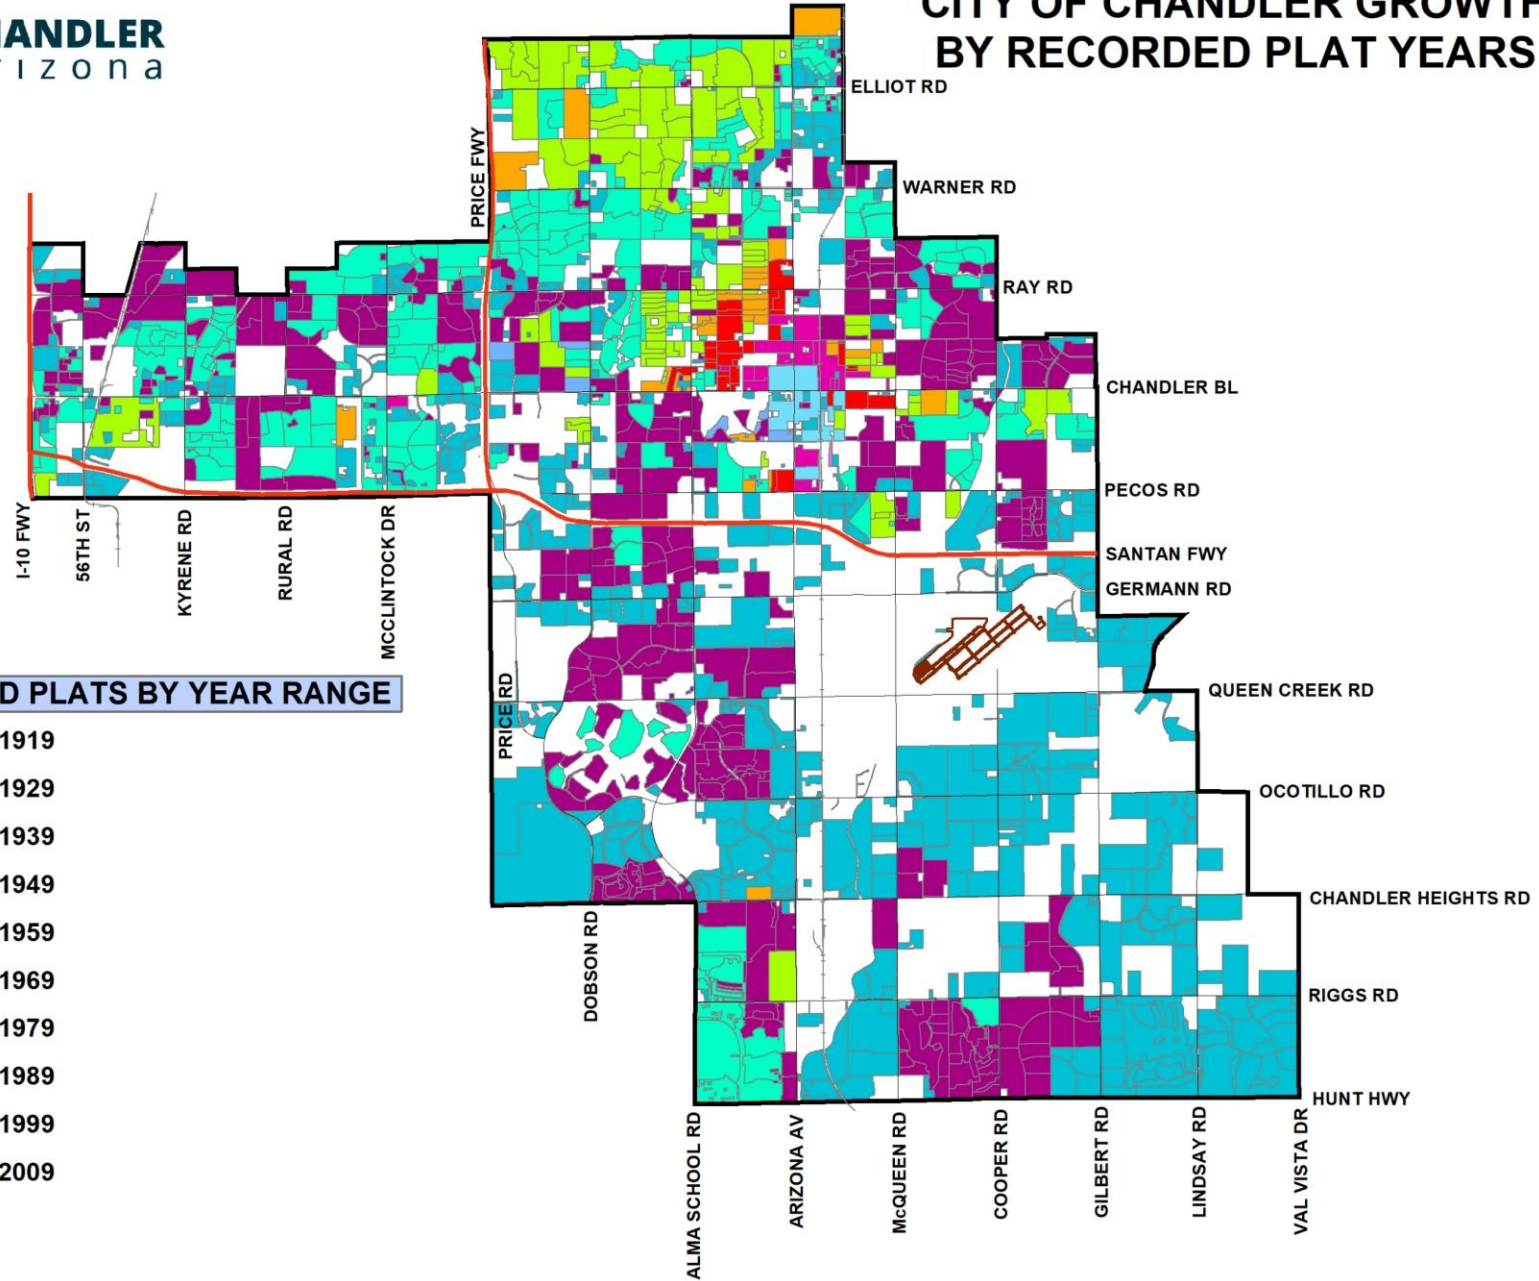 HANDLER
rizona
CITY OF CHANDLER GROWTH
BY RECORDED PLAT YEARS
ELLIOT RD
PRICE FWY
WARNER RD
RAY RD
CHANDLER BL
PECOS RD
I-10 FWY
56TH ST
KYRENE RD
RURAL RD
MCCLINTOCK DR
SANTAN FWY
GERMANN RD
D PLATS BY YEAR RANGE
PRICE RD
QUEEN CREEK RD
1919
1929
1939
1949
1959
1969
1979
1989
1999
2009
OCOTILLO RD
CHANDLER HEIGHTS RD
DOBSON RD
RIGGS RD
HUNT HWY
ALMA SCHOOL RD
ARIZONA AV
McQUEEN RD
COOPER RD
GILBERT RD
LINDSAY RD
VAL VISTA DR